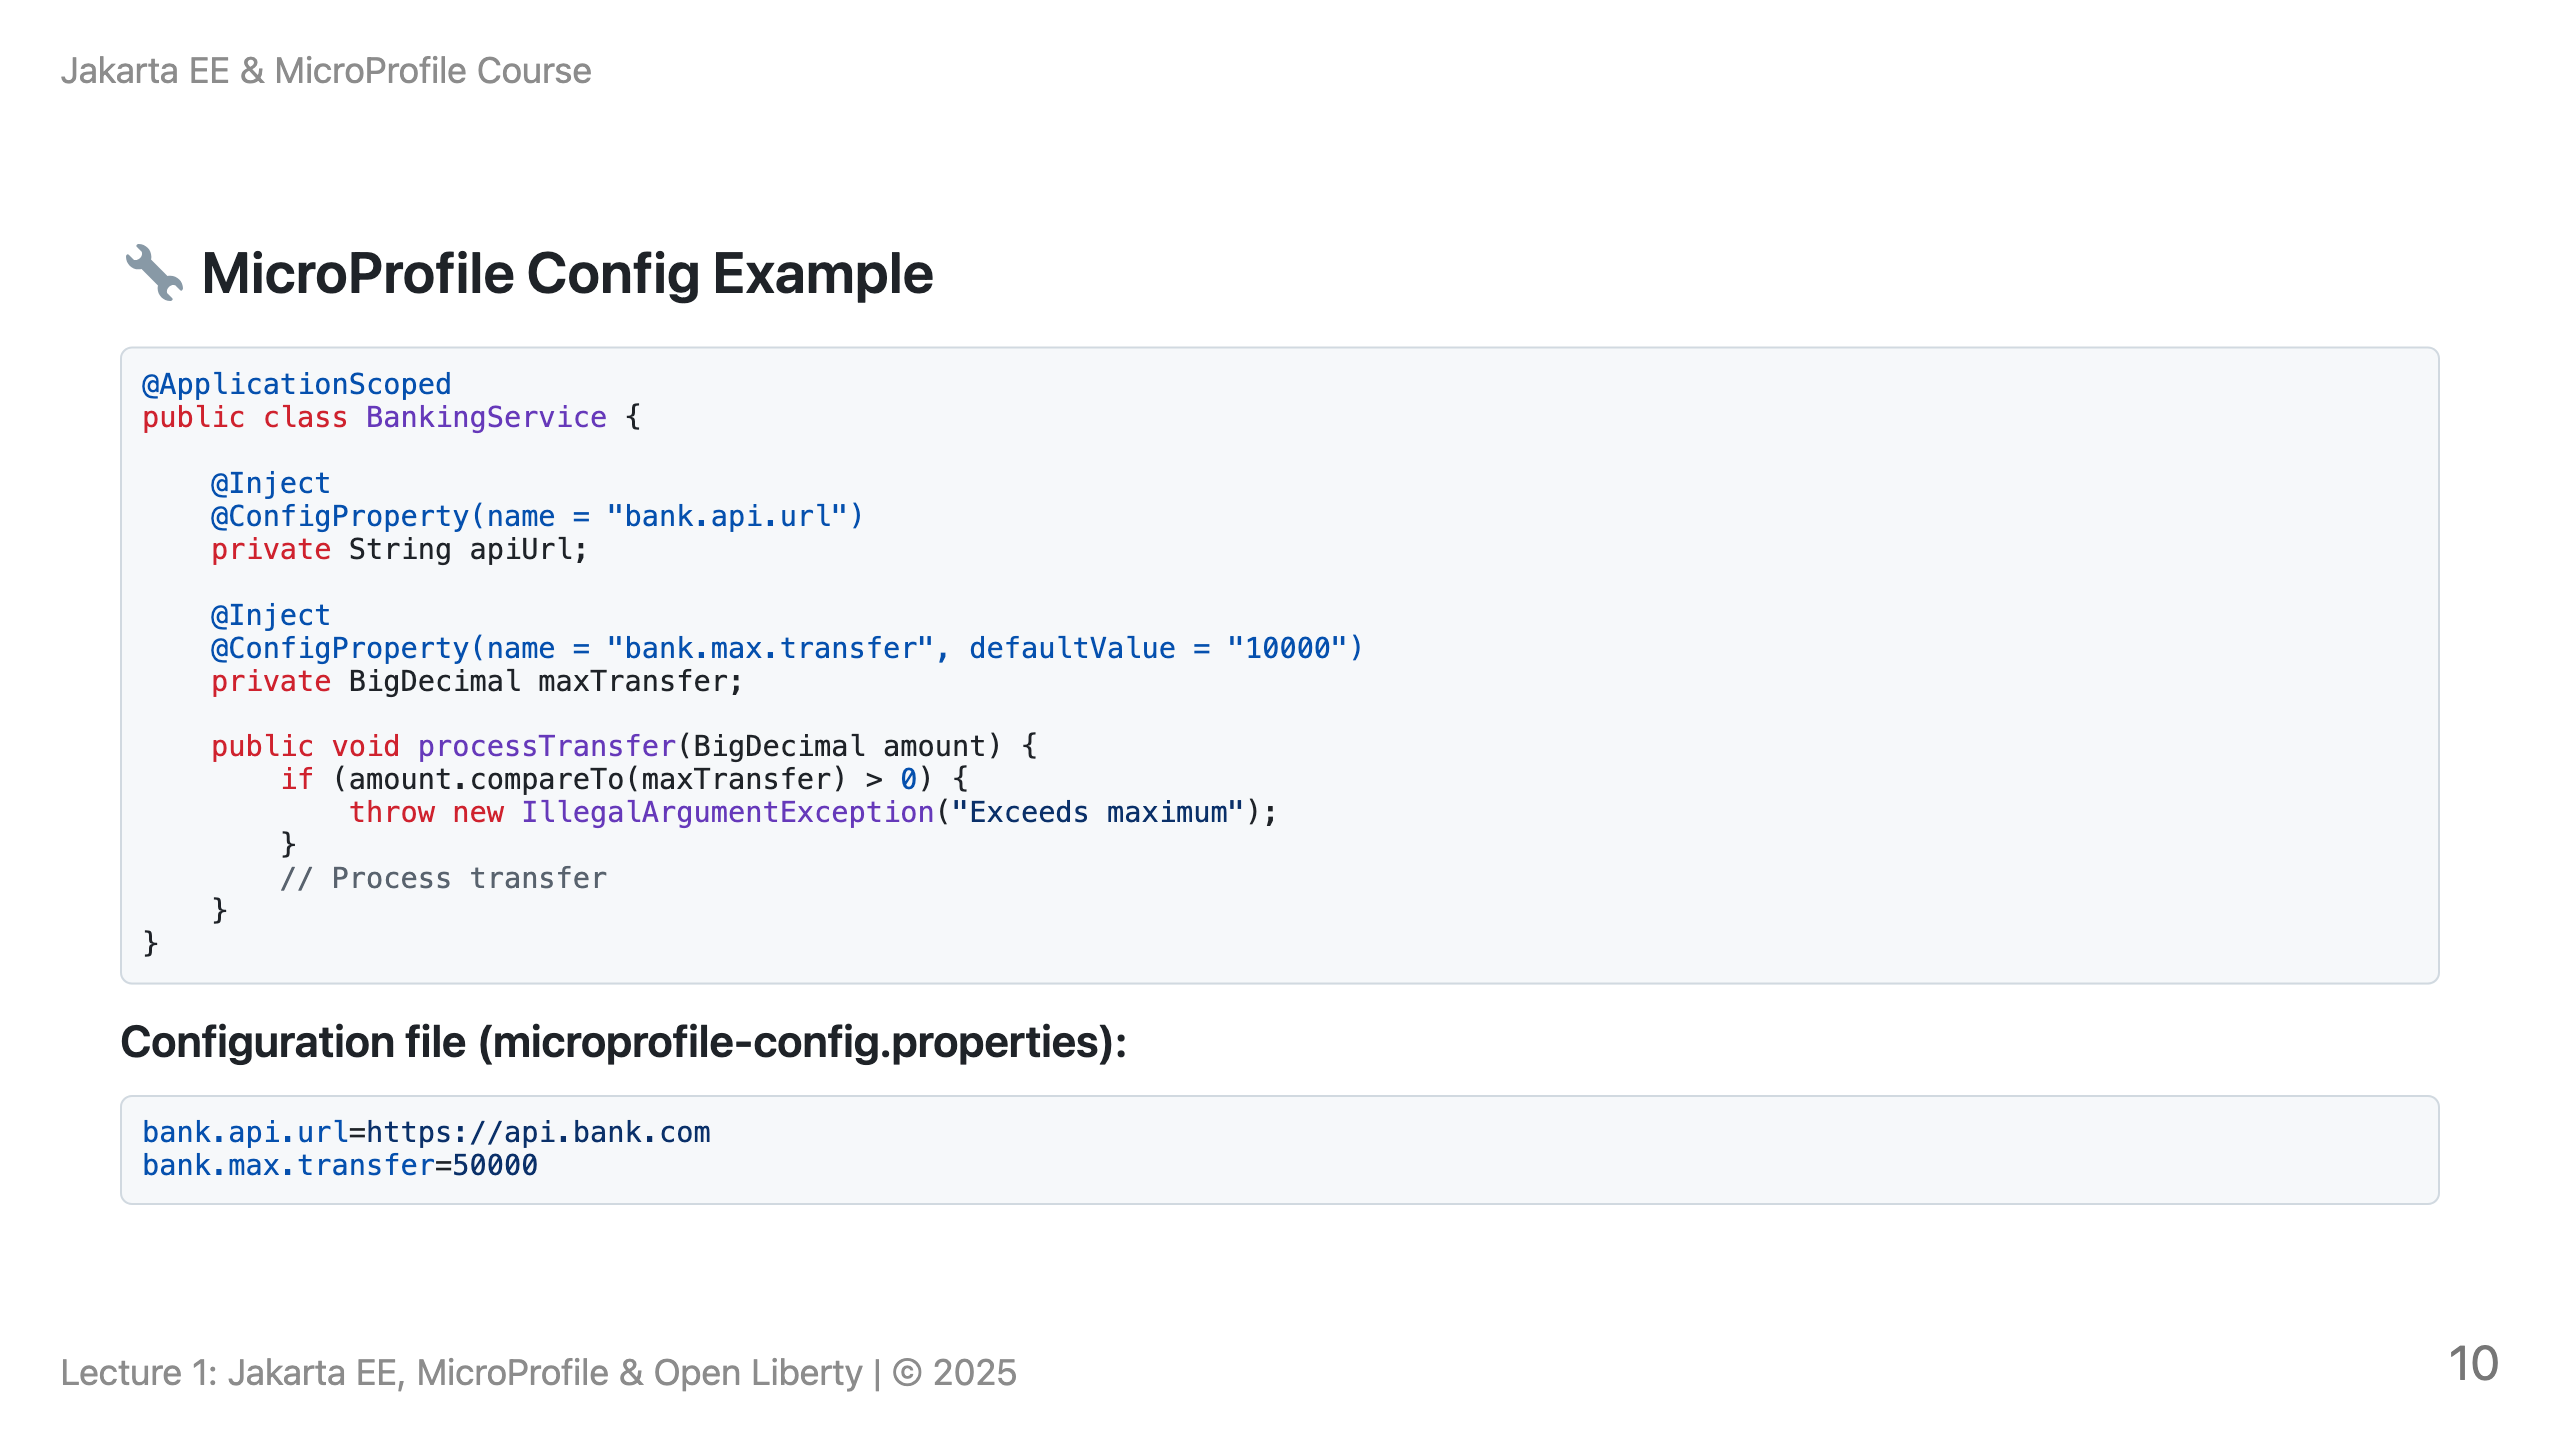 Jakarta EE & MicroProfile Course
🔧 MicroProfile Config Example
@ApplicationScoped
public class BankingService {
    @Inject
    @ConfigProperty(name = "bank.api.url")
    private String apiUrl;
    @Inject
    @ConfigProperty(name = "bank.max.transfer", defaultValue = "10000")
    private BigDecimal maxTransfer;
    public void processTransfer(BigDecimal amount) {
        if (amount.compareTo(maxTransfer) > 0) {
            throw new IllegalArgumentException("Exceeds maximum");
        }
        // Process transfer
    }
}
Configuration file (microprofile-config.properties):
bank.api.url=https://api.bank.com
bank.max.transfer=50000
Lecture 1: Jakarta EE, MicroProfile & Open Liberty | © 2025
10